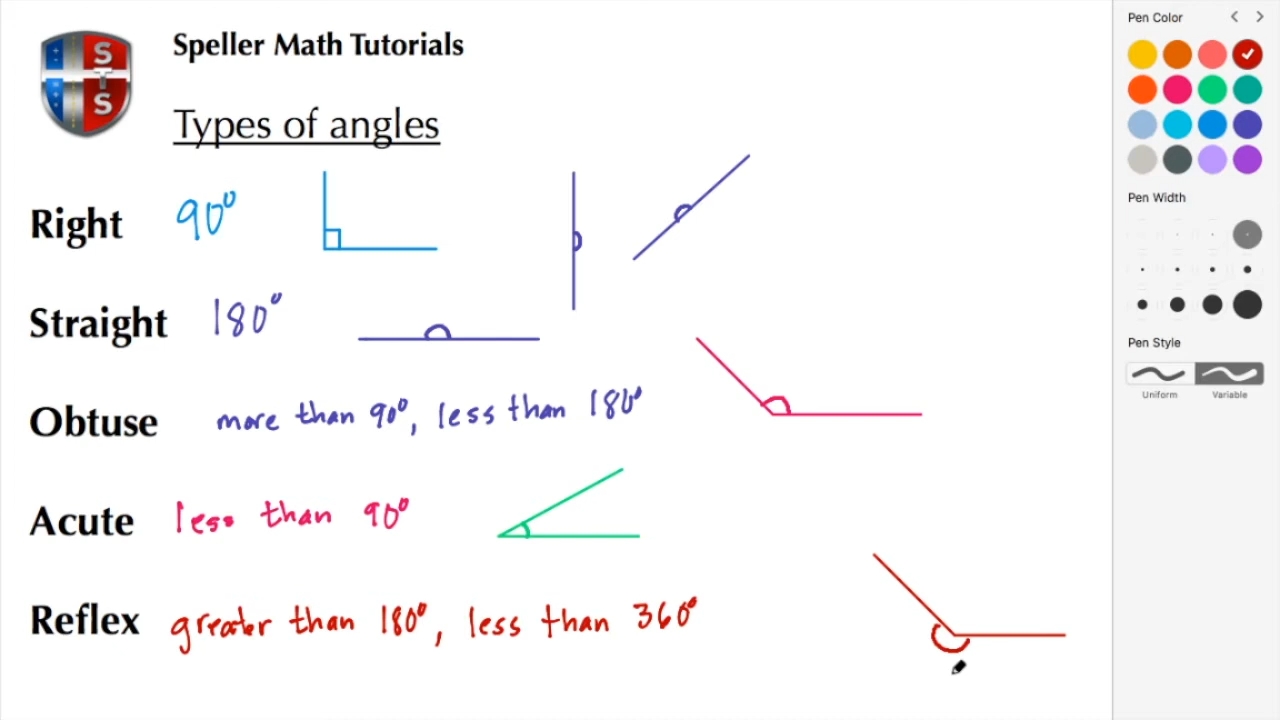 Speller Math Tutorials
STS
Types of angles
Right 90°
Straight 180°
Obtuse more than 90°, less than 180°
Acute less than 90°
Reflex greater than 180°, less than 360°
Pen Color
Pen Width
Pen Style
Uniform Variable